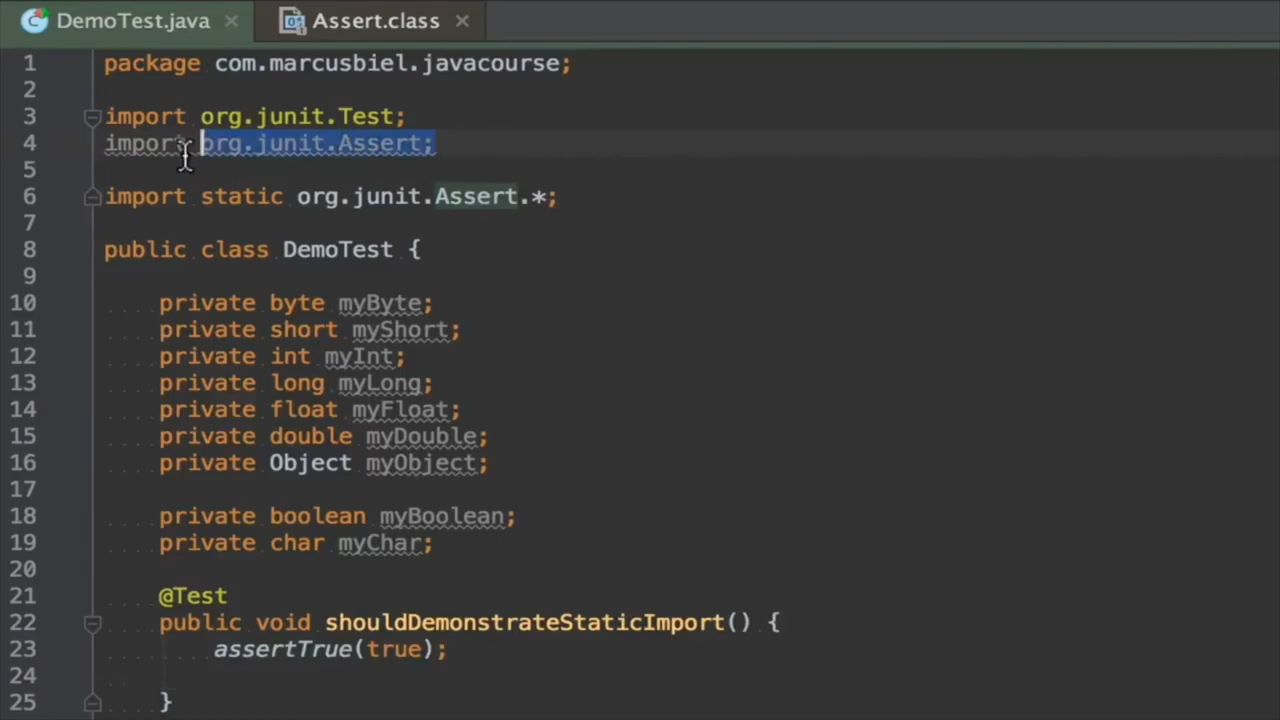 DemoTest.java
Assert.class
1 package com.marcusbiel.javacourse;
2
3 import org.junit.Test;
4 import org.junit.Assert;
5
6 import static org.junit.Assert.*;
7
8 public class DemoTest {
9
10 private byte myByte;
11 private short myShort;
12 private int myInt;
13 private long myLong;
14 private float myFloat;
15 private double myDouble;
16 private Object myObject;
17
18 private boolean myBoolean;
19 private char myChar;
20
21 @Test
22 public void shouldDemonstrateStaticImport() {
23 assertTrue(true);
24
25 }